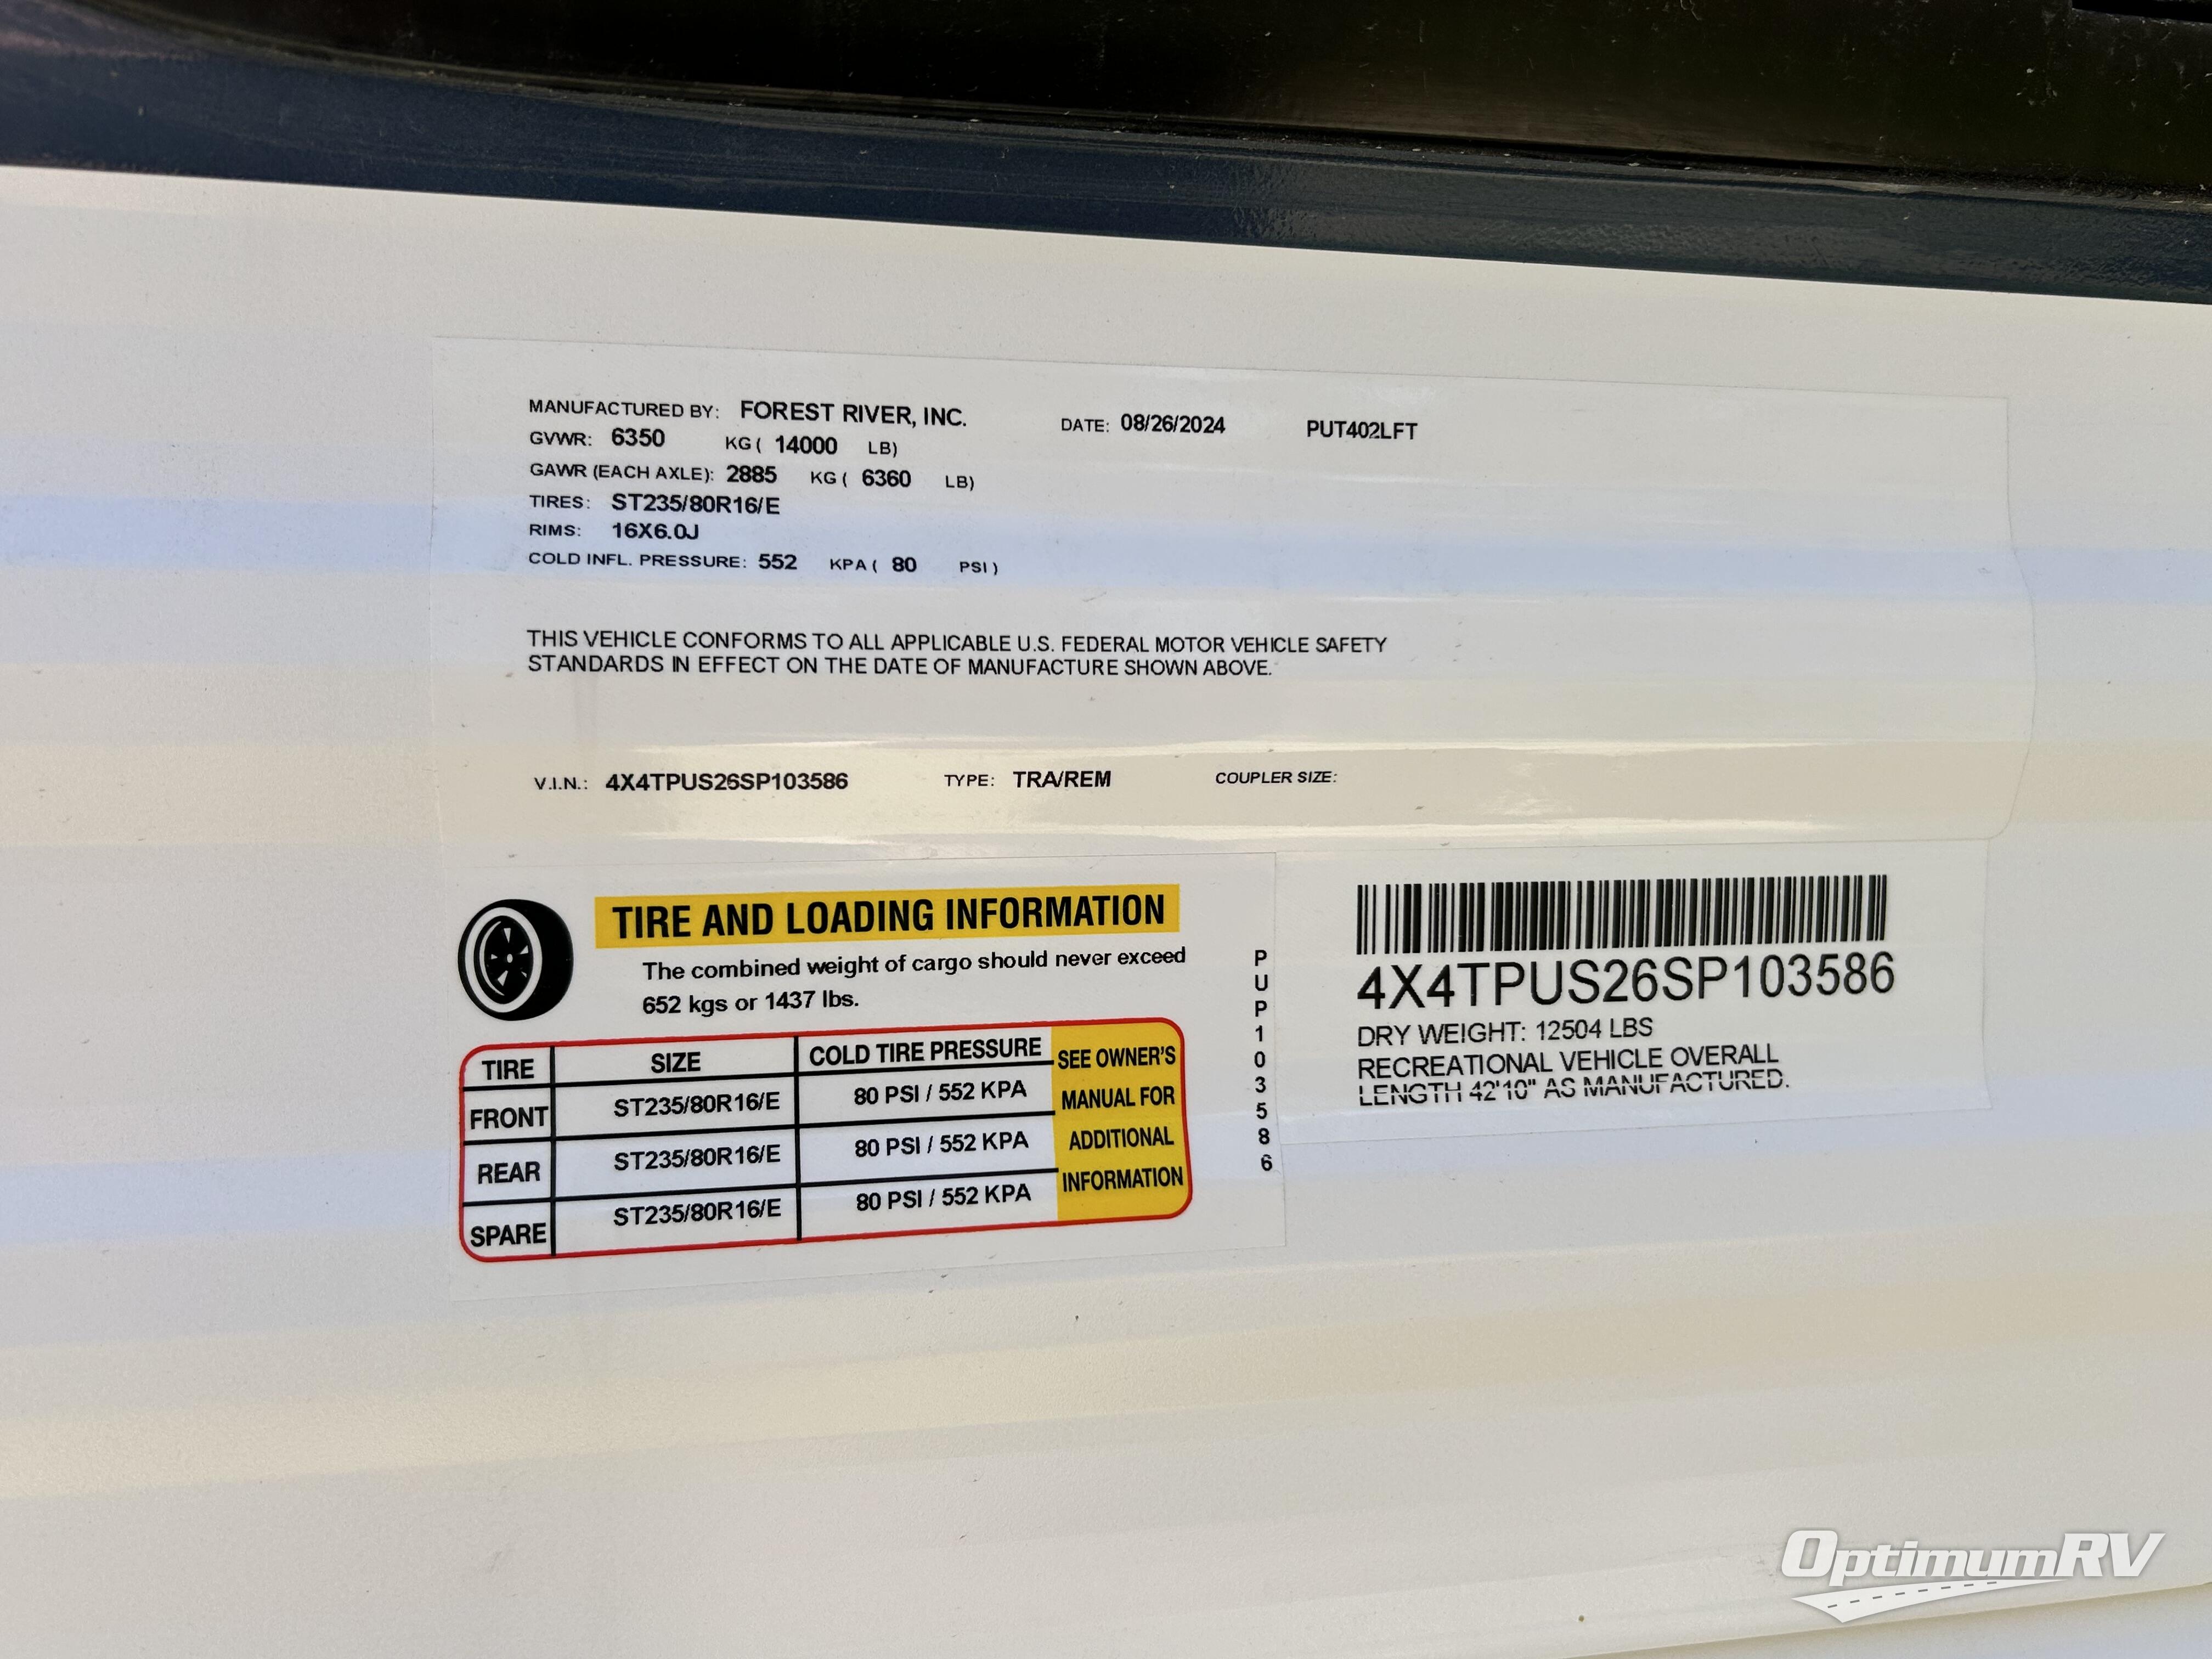 MANUFACTURED BY: FOREST RIVER, INC. DATE: 08/26/2024 PUT402LFT
GVWR: 6350 KG ( 14000 LB)
GAWR (EACH AXLE): 2885 KG ( 6360 LB)
TIRES: ST235/80R16/E
RIMS: 16X6.0J
COLD INFL. PRESSURE: 552 KPA ( 80 PSI )
THIS VEHICLE CONFORMS TO ALL APPLICABLE U.S. FEDERAL MOTOR VEHICLE SAFETY
STANDARDS IN EFFECT ON THE DATE OF MANUFACTURE SHOWN ABOVE.
V.I.N.: 4X4TPUS26SP103586 TYPE: TRA/REM COUPLER SIZE:
TIRE AND LOADING INFORMATION
The combined weight of cargo should never exceed
652 kgs or 1437 lbs.
TIRE SIZE COLD TIRE PRESSURE
FRONT ST235/80R16/E 80 PSI / 552 KPA
REAR ST235/80R16/E 80 PSI / 552 KPA
SPARE ST235/80R16/E 80 PSI / 552 KPA
SEE OWNER'S
MANUAL FOR
ADDITIONAL
INFORMATION
PUP103586
4X4TPUS26SP103586
DRY WEIGHT: 12504 LBS
RECREATIONAL VEHICLE OVERALL
LENGTH 42'10" AS MANUFACTURED.
OptimumRV